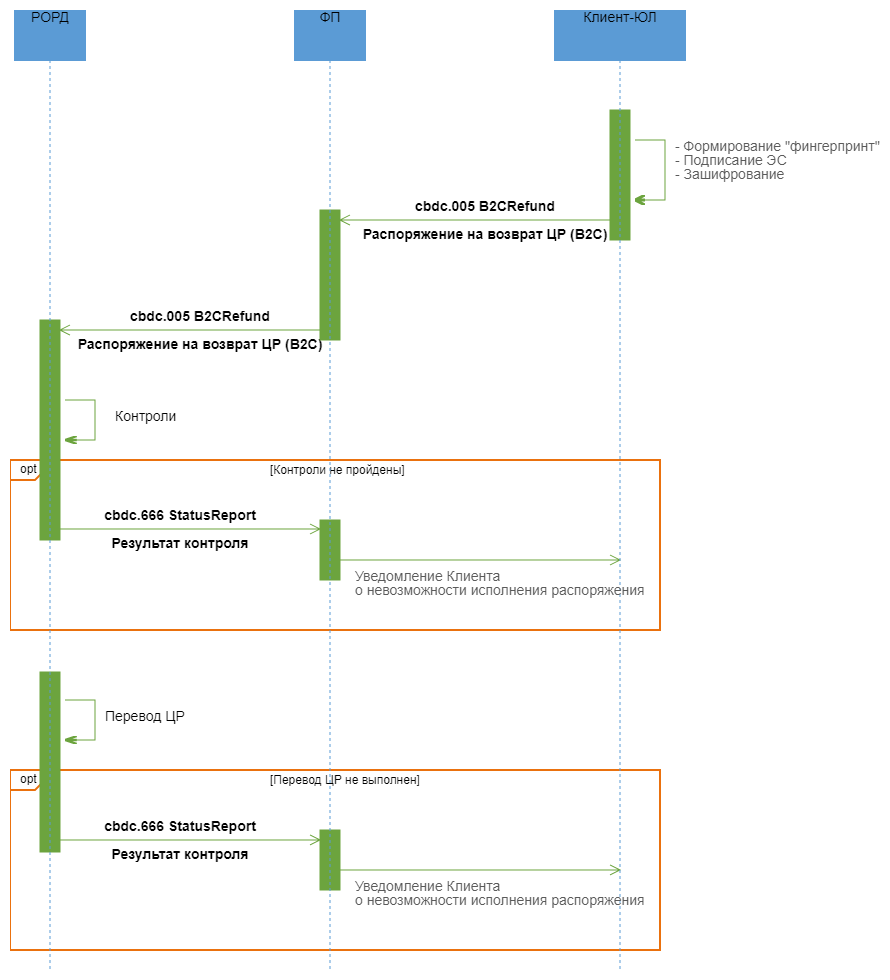 РОРД
ФП
Клиент-ЮЛ
- Формирование "фингерпринт"
- Подписание ЭС
- Зашифрование
cbdc.005 B2CRefund
Распоряжение на возврат ЦР (B2C)
cbdc.005 B2CRefund
Распоряжение на возврат ЦР (B2C)
Контроли
opt
[Контроли не пройдены]
cbdc.666 StatusReport
Результат контроля
Уведомление Клиента
о невозможности исполнения распоряжения
Перевод ЦР
opt
[Перевод ЦР не выполнен]
cbdc.666 StatusReport
Результат контроля
Уведомление Клиента
о невозможности исполнения распоряжения